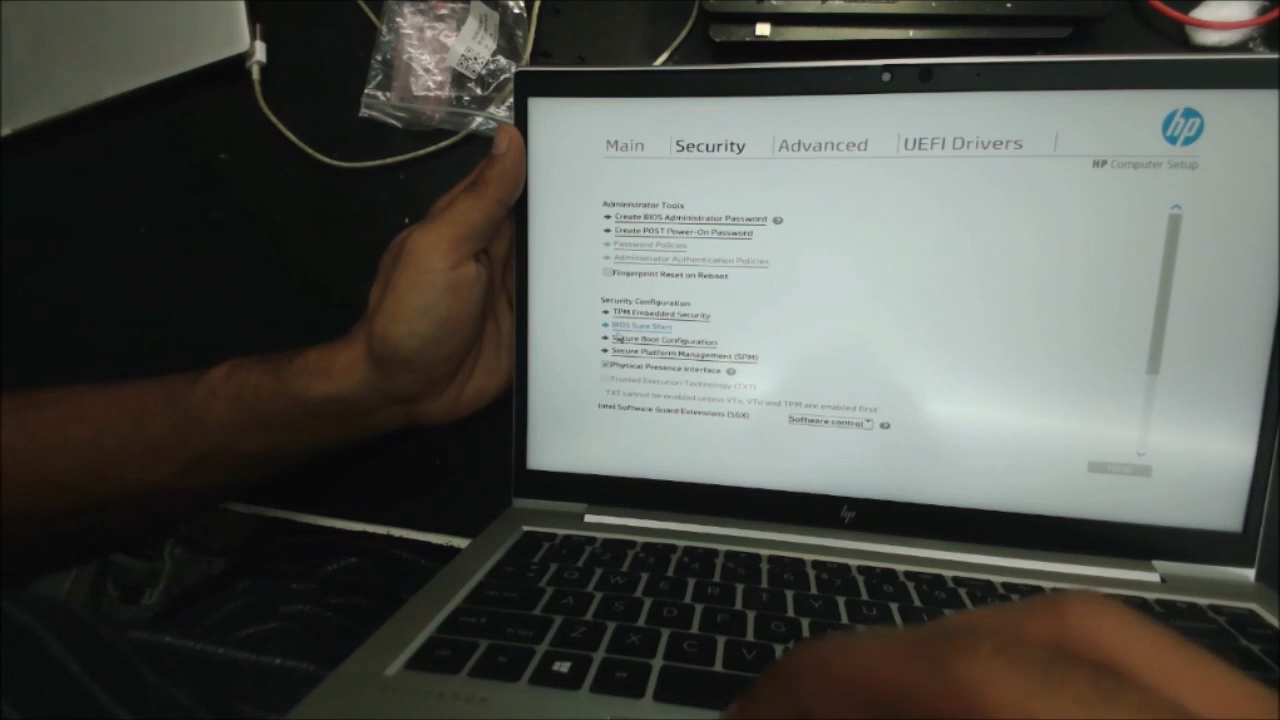 hp
Main Security Advanced UEFI Drivers
HP Computer Setup
Administrator Tools
Create BIOS Administrator Password ?
Create POST Power-On Password
Password Policies
Administrator Authentication Policies
Fingerprint Reset on Reboot
Security Configuration
TPM Embedded Security
BIOS Sure Start
Secure Boot Configuration
Secure Platform Management (SPM)
Physical Presence Interface ?
Trusted Execution Technology (TXT)
TXT cannot be enabled unless VTx, VTd and TPM are enabled first
Intel Software Guard Extensions (SGX) Software control ?
hp
Q W E R T Y U
A S D F G
Z X C V